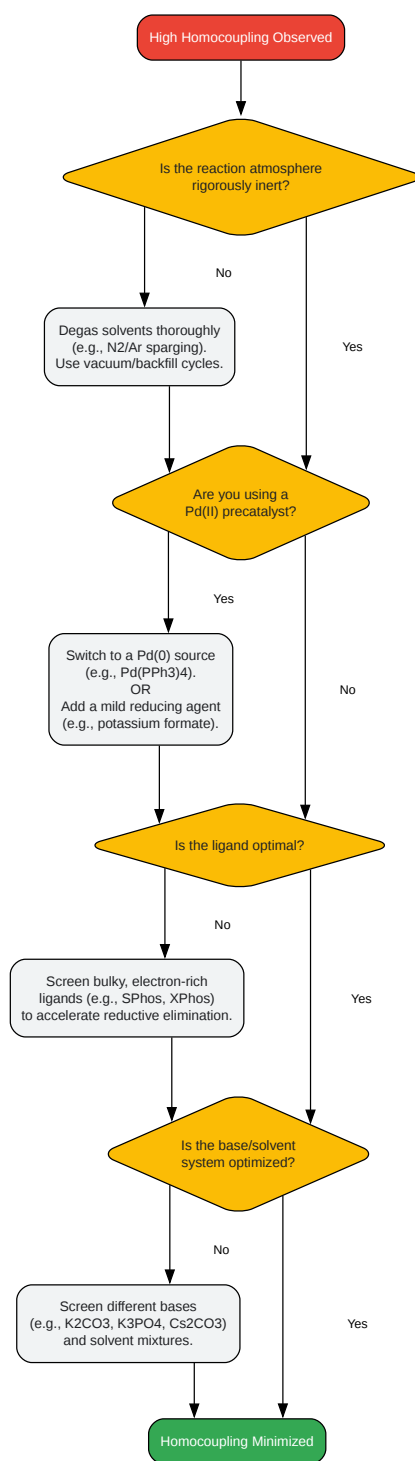 High Homocoupling Observed
Is the reaction atmosphere
rigorously inert?
No
Degas solvents thoroughly
(e.g., N2/Ar sparging).
Use vacuum/backfill cycles.
Yes
Are you using a
Pd(II) precatalyst?
Yes
Switch to a Pd(0) source
(e.g., Pd(PPh3)4).
OR
Add a mild reducing agent
(e.g., potassium formate).
No
Is the ligand optimal?
No
Screen bulky, electron-rich
ligands (e.g., SPhos, XPhos)
to accelerate reductive elimination.
Yes
Is the base/solvent
system optimized?
No
Screen different bases
(e.g., K2CO3, K3PO4, Cs2CO3)
and solvent mixtures.
Yes
Homocoupling Minimized